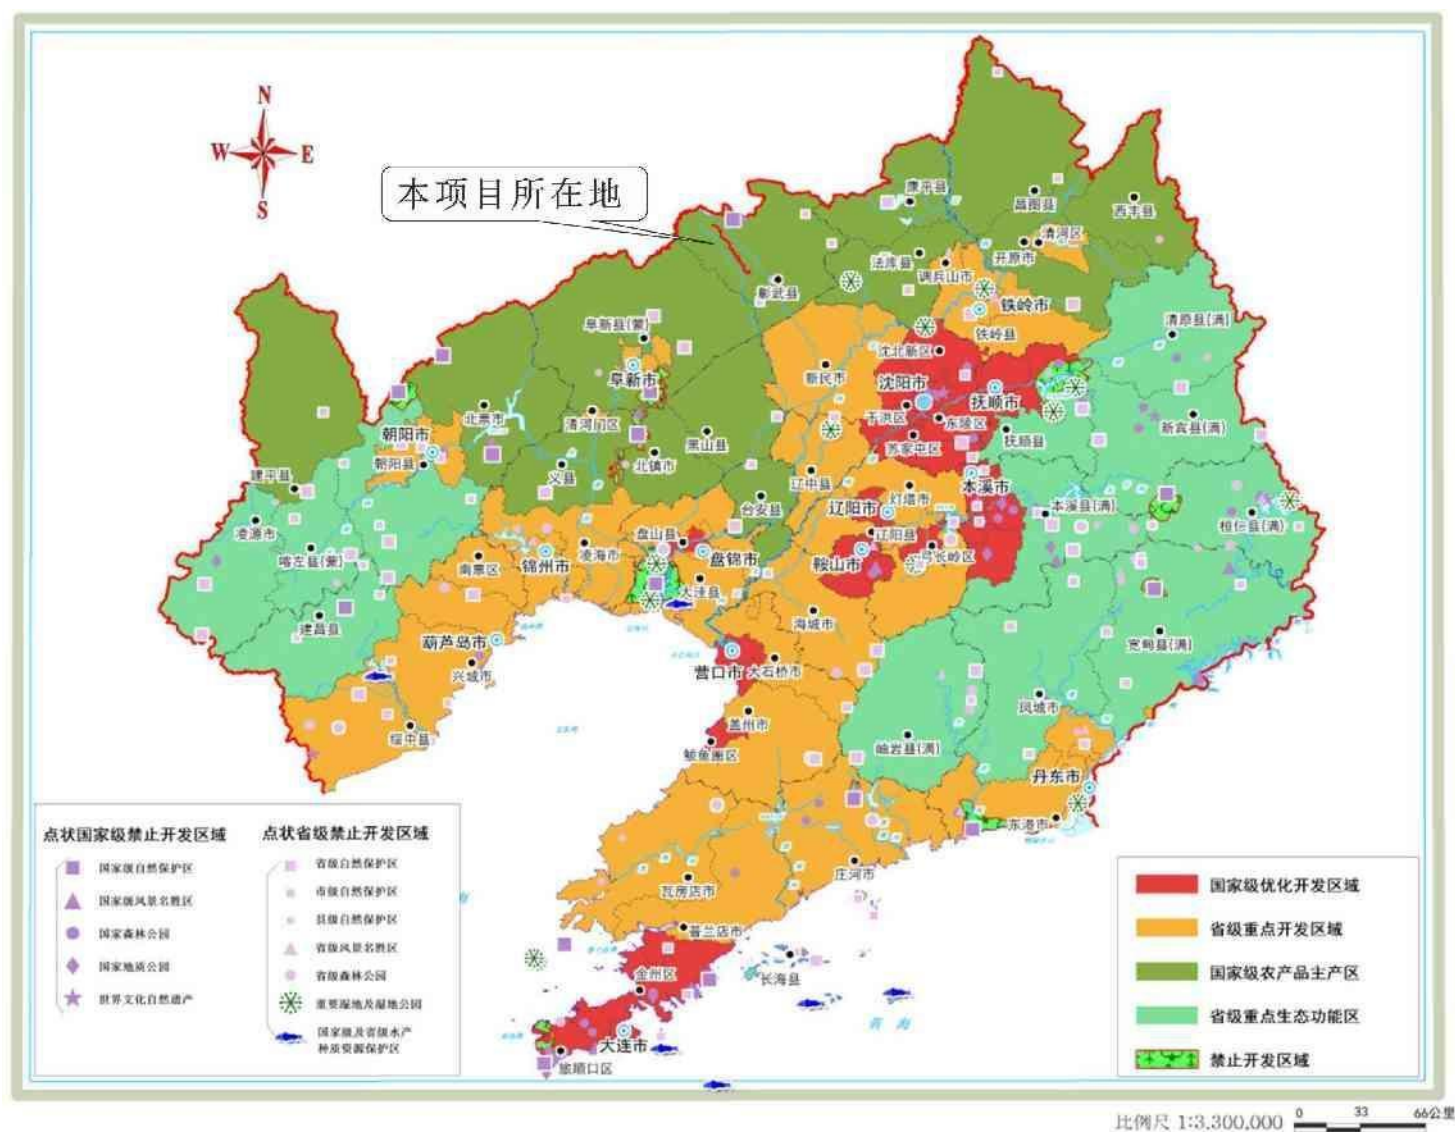 N
W E
S
本项目所在地
康平县
昌图县
西丰县
清河区
开原市
法库县
调兵山市
彰武县
铁岭市
铁岭县
清原县(满)
阜新县(蒙)
沈北新区
阜新市
新民市
沈阳市
抚顺市
北票市
清河门区
于洪区
东陵区
新宾县(满)
朝阳市
黑山县
苏家屯区
抚顺县
朝阳县
北镇市
建平县
义县
辽中县
灯塔市
本溪市
台安县
辽阳市
本溪县(满)
桓仁县(满)
凌源市
盘山县
辽阳县
喀左县(蒙)
南票区
锦州市
凌海市
盘锦市
鞍山市
弓长岭区
大洼县
建昌县
海城市
葫芦岛市
宽甸县(满)
兴城市
营口市
大石桥市
凤城市
绥中县
盖州市
鲅鱼圈区
岫岩县(满)
丹东市
东港市
瓦房店市
庄河市
普兰店市
金州区
长海县
黄海
大连市
旅顺口区
点状国家级禁止开发区域
国家级自然保护区
国家级风景名胜区
国家森林公园
国家地质公园
世界文化自然遗产
点状省级禁止开发区域
省级自然保护区
市级自然保护区
县级自然保护区
省级风景名胜区
省级森林公园
重要湿地及湿地公园
国家级及省级水产
种质资源保护区
国家级优化开发区域
省级重点开发区域
国家级农产品主产区
省级重点生态功能区
禁止开发区域
比例尺 1:3,300,000 0 33 66公里